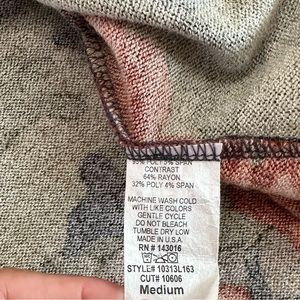 95% POLY 5% SPAN
CONTRAST
64% RAYON
32% POLY 4% SPAN
MACHINE WASH COLD
WITH LIKE COLORS
GENTLE CYCLE
DO NOT BLEACH
TUMBLE DRY LOW
MADE IN U.S.A.
RN # 143016
STYLE# 10313L163
CUT# 10606
Medium